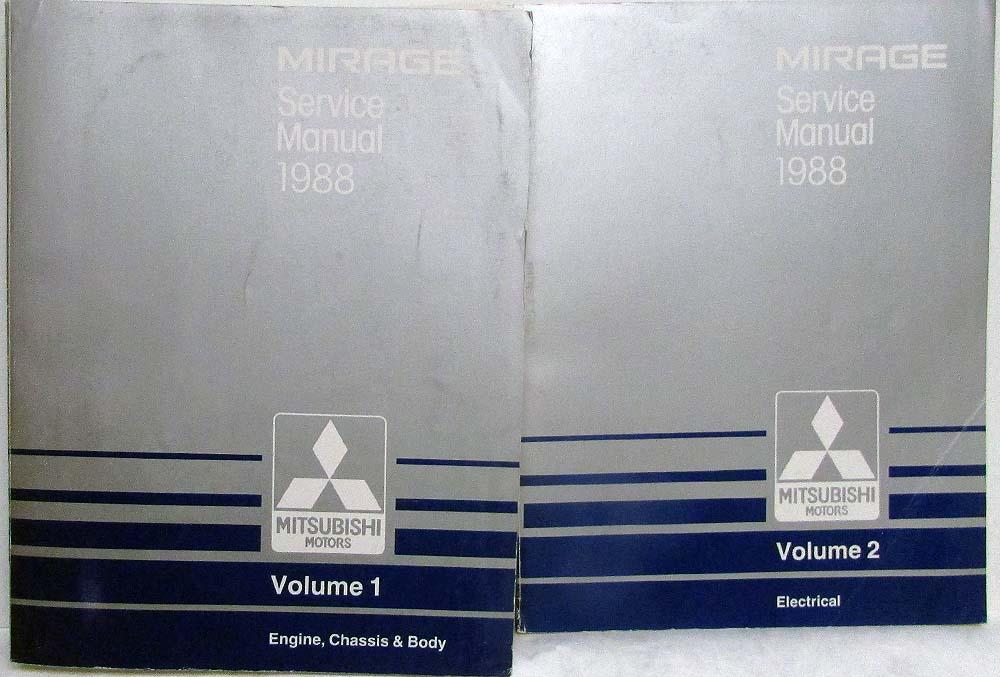 MIRAGE
Service
Manual
1988
MITSUBISHI
MOTORS
Volume 1
Engine, Chassis & Body
MIRAGE
Service
Manual
1988
MITSUBISHI
MOTORS
Volume 2
Electrical